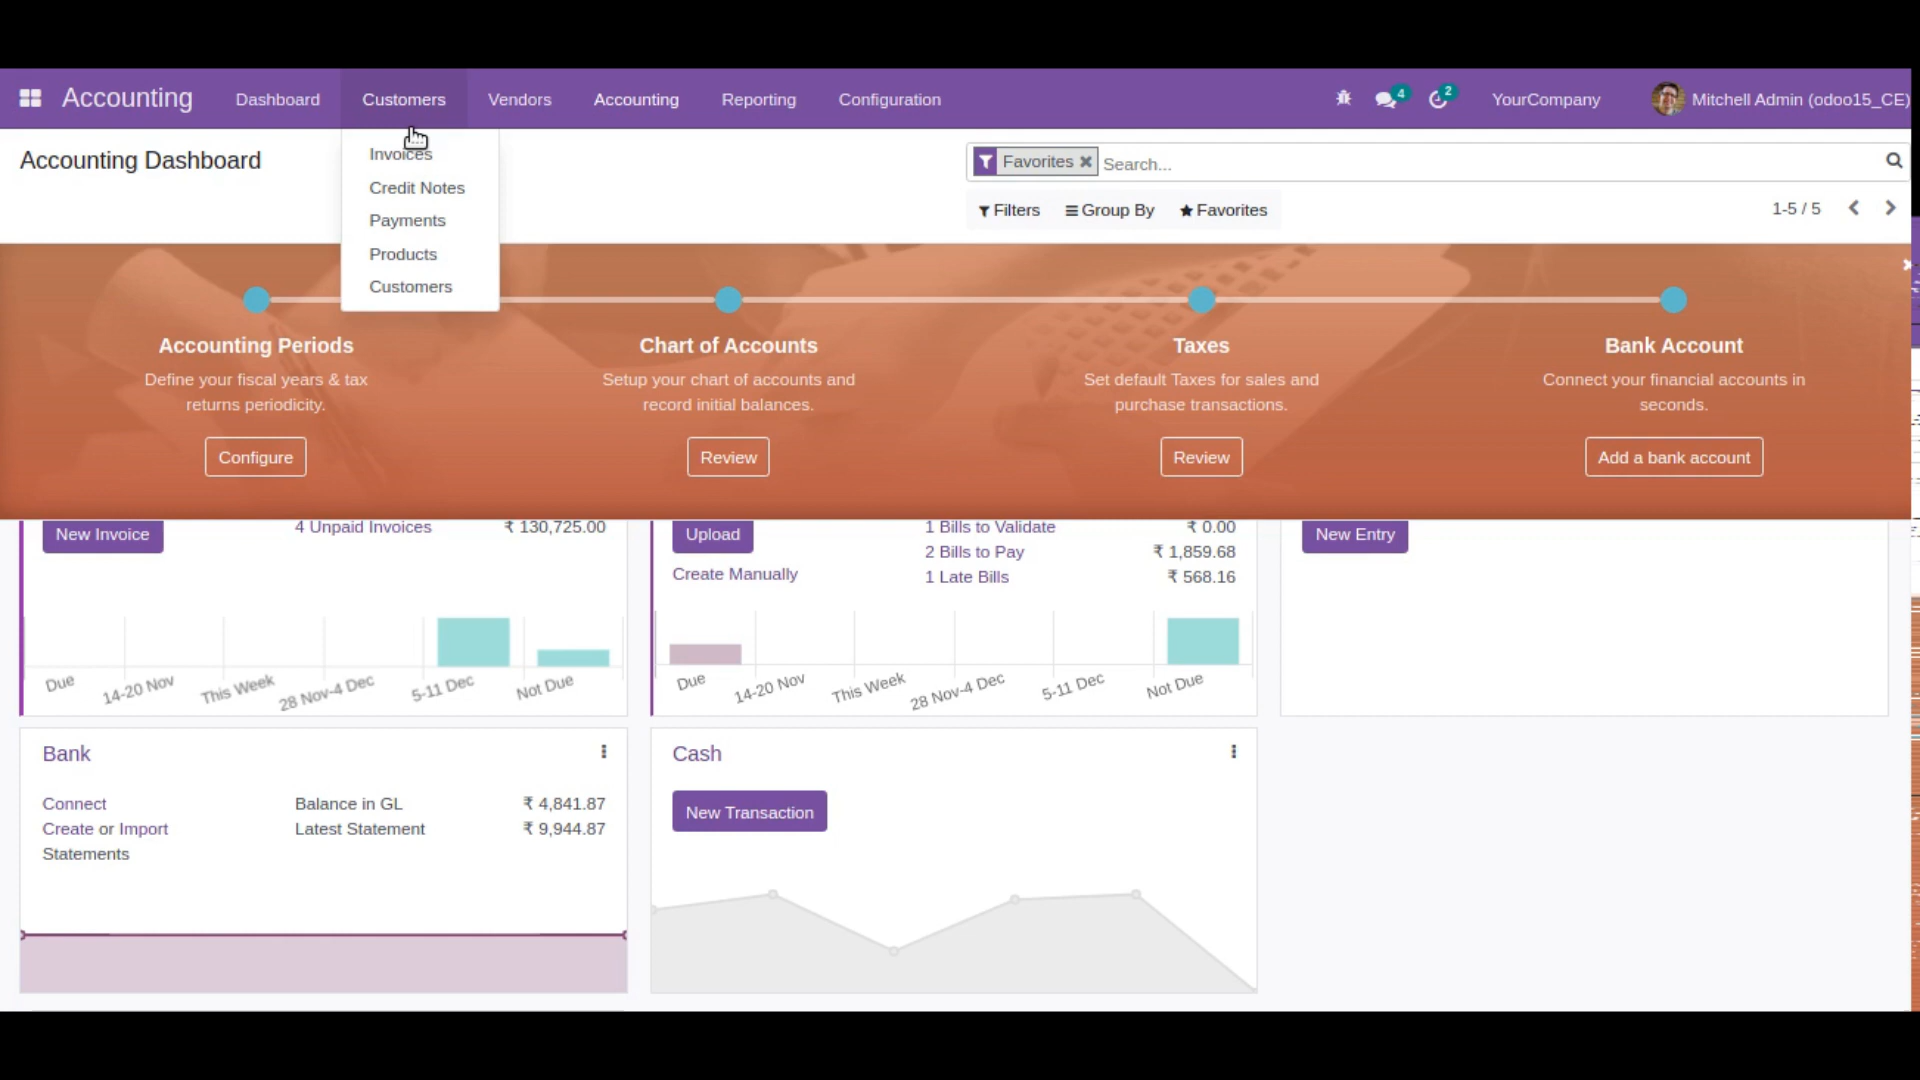 Accounting Dashboard Customers Vendors Accounting Reporting Configuration 4 2 YourCompany Mitchell Admin (odoo15_CE)
Accounting Dashboard
Favorites Search...
Filters Group By Favorites
1-5 / 5
Invoices
Credit Notes
Payments
Products
Customers
Accounting Periods
Define your fiscal years & tax
returns periodicity.
Configure
Chart of Accounts
Setup your chart of accounts and
record initial balances.
Review
Taxes
Set default Taxes for sales and
purchase transactions.
Review
Bank Account
Connect your financial accounts in
seconds.
Add a bank account
New Invoice
4 Unpaid Invoices ₹ 130,725.00
Due 14-20 Nov This Week 28 Nov-4 Dec 5-11 Dec Not Due
Upload
Create Manually
1 Bills to Validate ₹ 0.00
2 Bills to Pay ₹ 1,859.68
1 Late Bills ₹ 568.16
Due 14-20 Nov This Week 28 Nov-4 Dec 5-11 Dec Not Due
New Entry
Bank
Connect
Create or Import
Statements
Balance in GL ₹ 4,841.87
Latest Statement ₹ 9,944.87
Cash
New Transaction